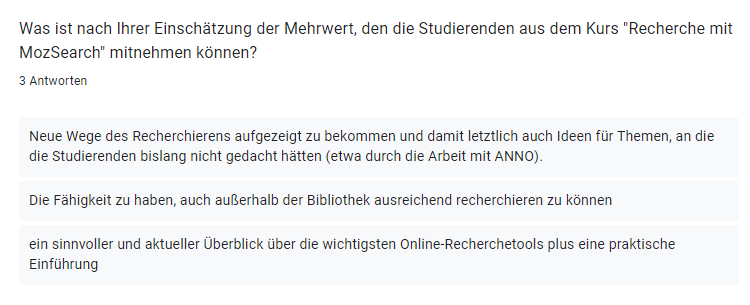 Was ist nach Ihrer Einschätzung der Mehrwert, den die Studierenden aus dem Kurs "Recherche mit
MozSearch" mitnehmen können?
3 Antworten
Neue Wege des Recherchierens aufgezeigt zu bekommen und damit letztlich auch Ideen für Themen, an die
die Studierenden bislang nicht gedacht hätten (etwa durch die Arbeit mit ANNO).
Die Fähigkeit zu haben, auch außerhalb der Bibliothek ausreichend recherchieren zu können
ein sinnvoller und aktueller Überblick über die wichtigsten Online-Recherchetools plus eine praktische
Einführung